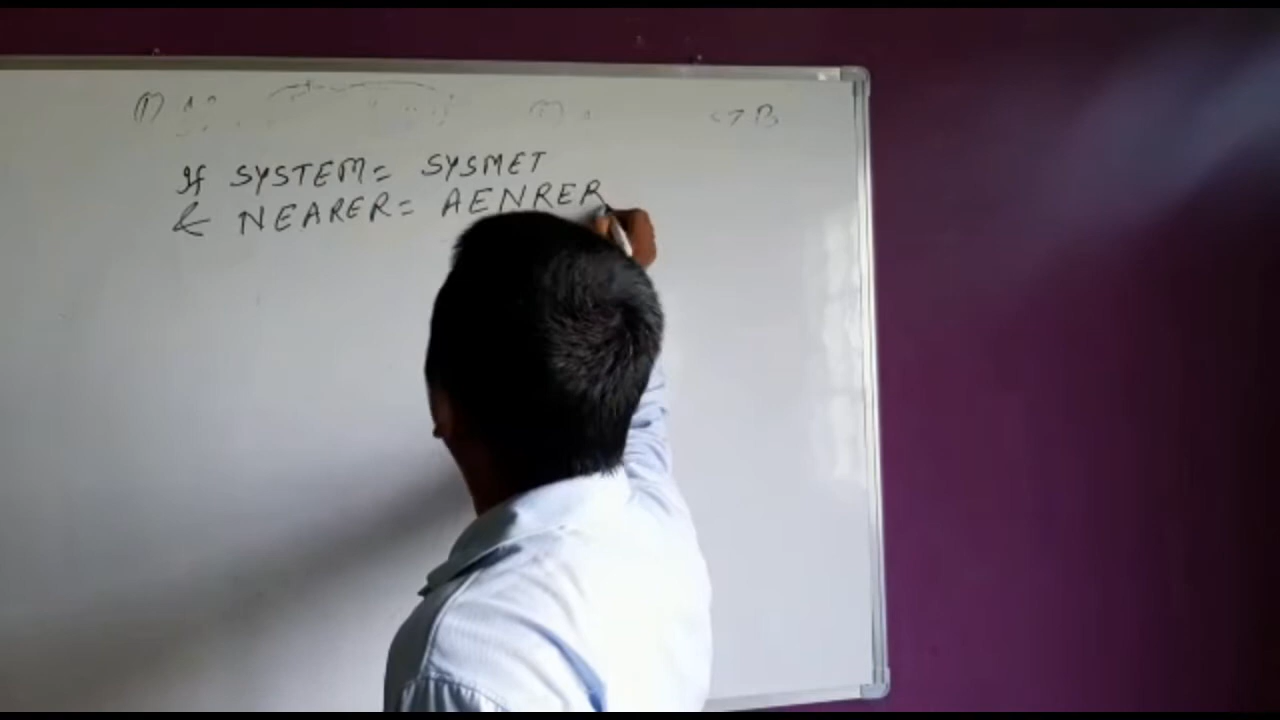 If SYSTEM = SYSMET
& NEARER = AENRER